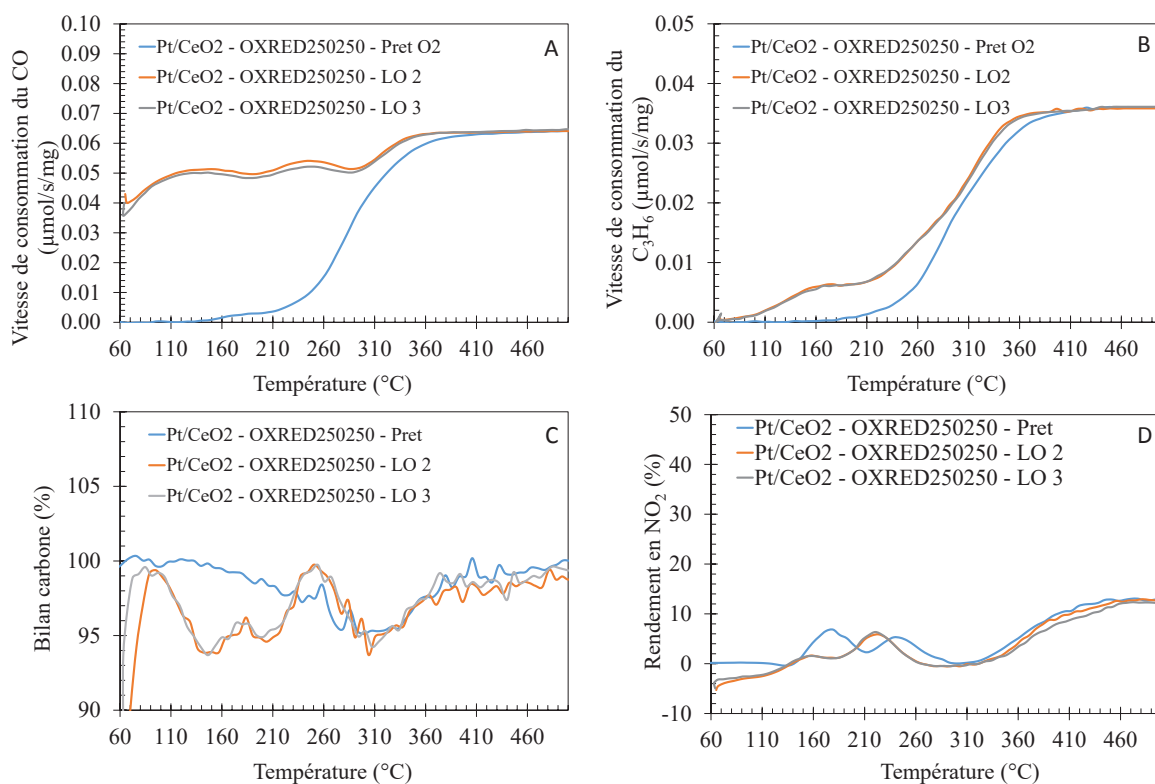 A
Vitesse de consommation du CO
(µmol/s/mg)
0.10
0.09
0.08
0.07
0.06
0.05
0.04
0.03
0.02
0.01
0.00
Pt/CeO2 - OXRED250250 - Pret O2
Pt/CeO2 - OXRED250250 - LO 2
Pt/CeO2 - OXRED250250 - LO 3
60 110 160 210 260 310 360 410 460
Température (°C)
B
Vitesse de consommation du
C3H6 (µmol/s/mg)
0.05
0.04
0.03
0.02
0.01
0.00
Pt/CeO2 - OXRED250250 - Pret O2
Pt/CeO2 - OXRED250250 - LO2
Pt/CeO2 - OXRED250250 - LO3
60 110 160 210 260 310 360 410 460
Température (°C)
C
Bilan carbone (%)
110
105
100
95
90
Pt/CeO2 - OXRED250250 - Pret
Pt/CeO2 - OXRED250250 - LO 2
Pt/CeO2 - OXRED250250 - LO 3
60 110 160 210 260 310 360 410 460
Température (°C)
D
Rendement en NO2 (%)
50
40
30
20
10
0
-10
Pt/CeO2 - OXRED250250 - Pret
Pt/CeO2 - OXRED250250 - LO 2
Pt/CeO2 - OXRED250250 - LO 3
60 110 160 210 260 310 360 410 460
Température (°C)